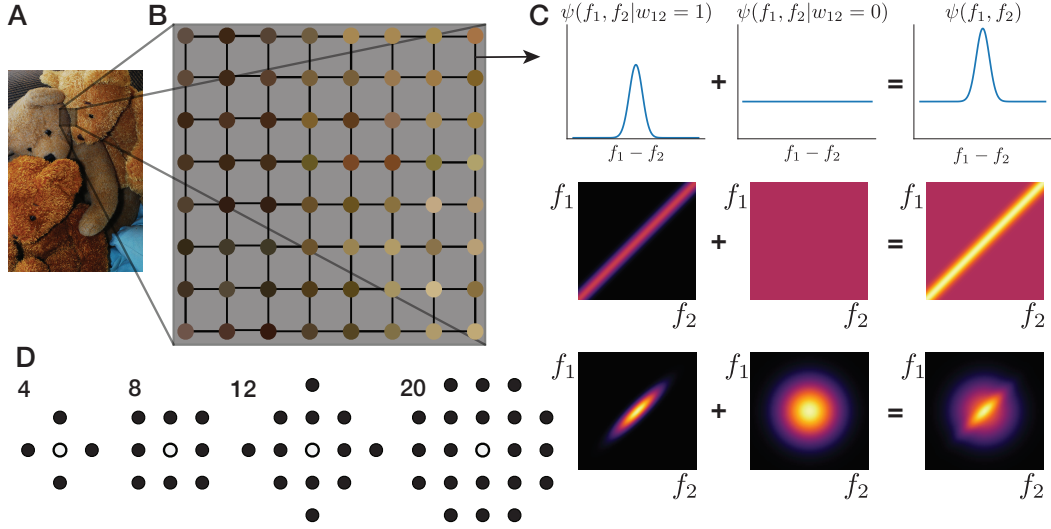 A
B
C
ψ(f₁, f₂|w₁₂ = 1)
ψ(f₁, f₂|w₁₂ = 0)
ψ(f₁, f₂)
+
=
f₁ − f₂
f₁ − f₂
f₁ − f₂
f₁
f₁
f₁
+
=
f₂
f₂
f₂
D
4
8
12
20
f₁
f₁
f₁
+
=
f₂
f₂
f₂